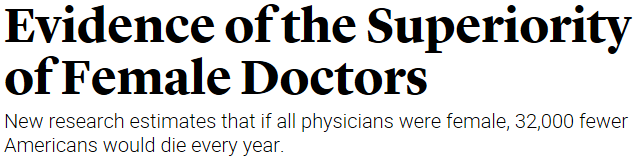 Evidence of the Superiority
of Female Doctors
New research estimates that if all physicians were female, 32,000 fewer
Americans would die every year.